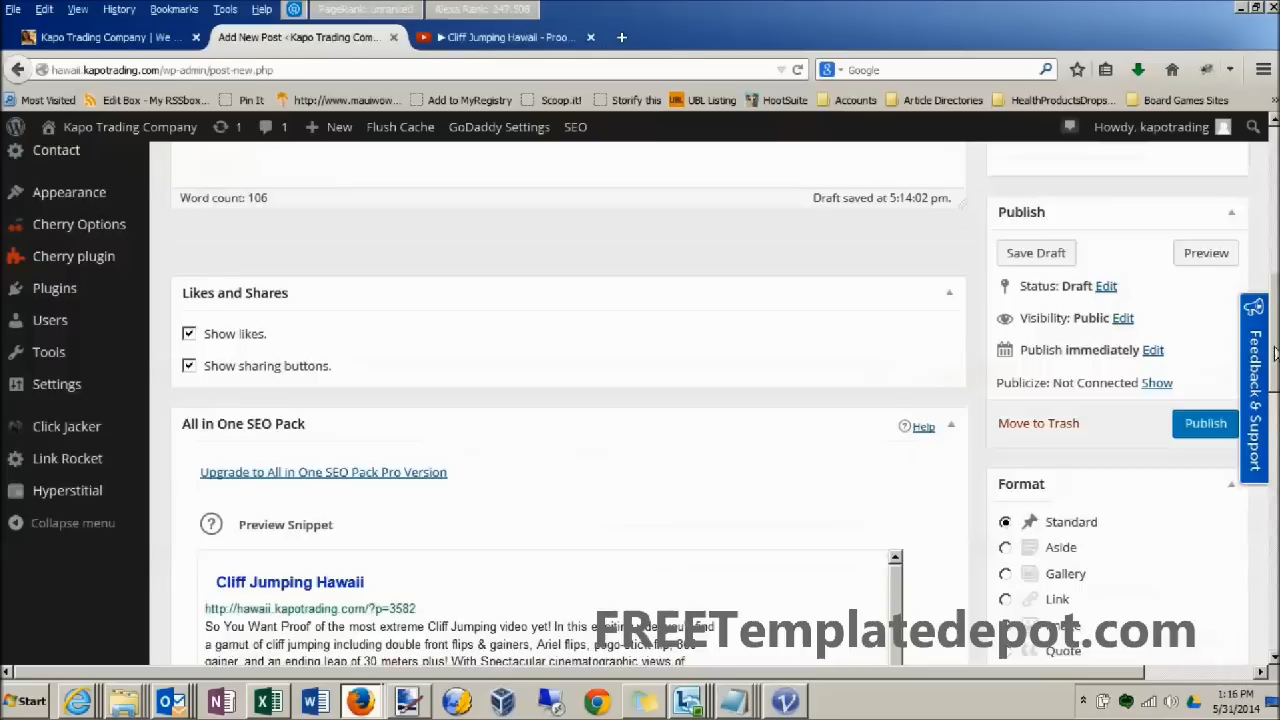 File Edit View History Bookmarks Tools Help PageRank: unranked Alexa Rank: 247,508
Kapo Trading Company | We ... Add New Post ‹ Kapo Trading Com... ▶ Cliff Jumping Hawaii - Proo...
hawaii.kapotrading.com/wp-admin/post-new.php Google
Most Visited Edit Box - My RSSbox... Pin It http://www.mauiwow... Add to MyRegistry Scoop.it! Storify this UBL Listing HootSuite Accounts Article Directories HealthProductsDrops... Board Games Sites
Kapo Trading Company 1 1 New Flush Cache GoDaddy Settings SEO Howdy, kapotrading
Contact
Appearance
Cherry Options
Cherry plugin
Plugins
Users
Tools
Settings
Click Jacker
Link Rocket
Hyperstitial
Collapse menu
Word count: 106 Draft saved at 5:14:02 pm.
Likes and Shares
Show likes.
Show sharing buttons.
All in One SEO Pack Help
Upgrade to All in One SEO Pack Pro Version
Preview Snippet
Cliff Jumping Hawaii
http://hawaii.kapotrading.com/?p=3582
So You Want Proof' of the most extreme Cliff Jumping video yet! In this find
a gamut of cliff jumping including double front flips & gainers, Ariel flips,
gainer, and an ending leap of 30 meters plus! With Spectacular cinematographic views of
Publish
Save Draft Preview
Status: Draft Edit
Visibility: Public Edit
Publish immediately Edit
Publicize: Not Connected Show
Move to Trash Publish
Format
Standard
Aside
Gallery
Link
Quote
Feedback & Support
FREETemplatedepot.com
Start 1:16 PM
5/31/2014